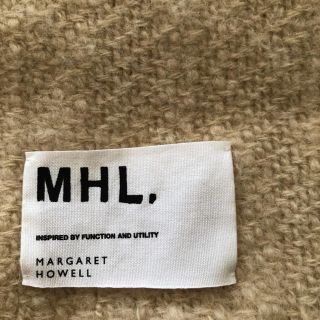 MHL.
INSPIRED BY FUNCTION AND UTILITY
MARGARET
HOWELL